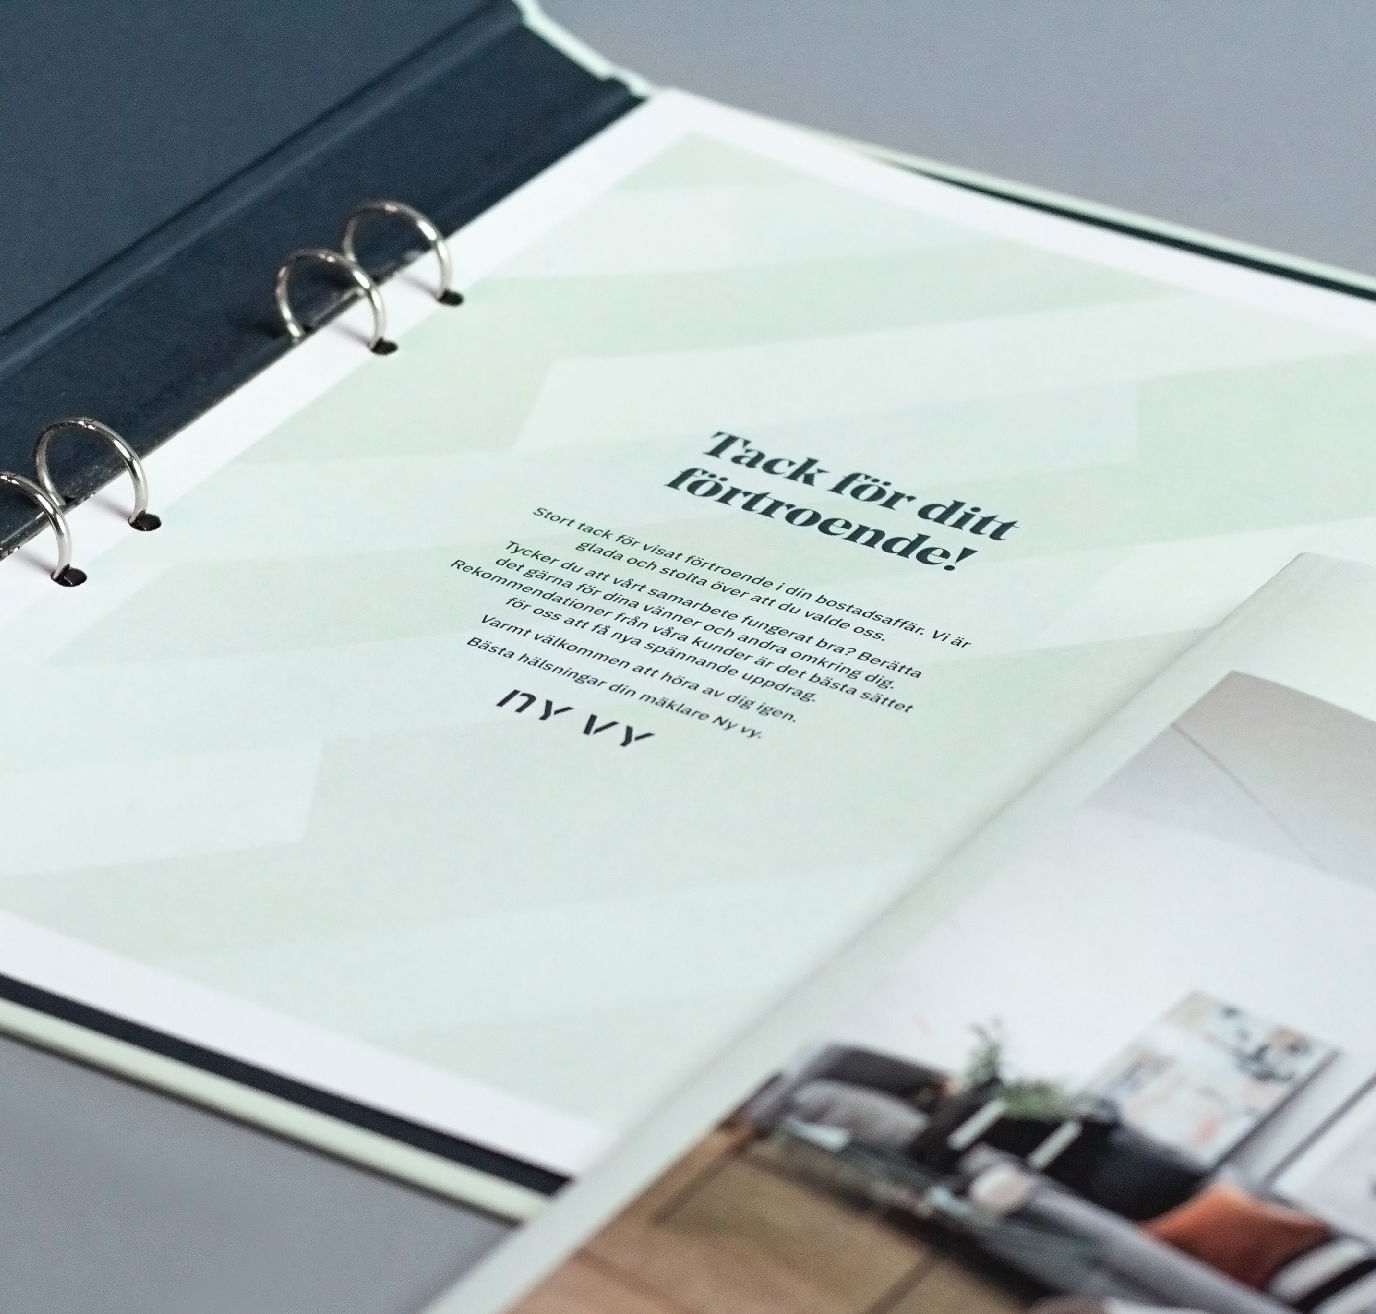 Tack för ditt
förtroende!
Stort tack för visat förtroende i din bostadsaffär. Vi är
glada och stolta över att du valde oss.
Tycker du att vårt samarbete fungerat bra? Berätta
det gärna för dina vänner och andra omkring dig.
Rekommendationer från våra kunder är det bästa sättet
för oss att få nya spännande uppdrag.
Varmt välkommen att höra av dig igen.
Bästa hälsningar din mäklare Ny vy.
ny vy